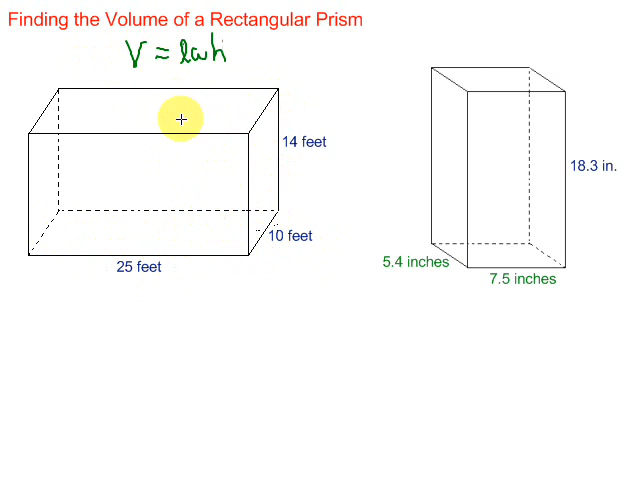 Finding the Volume of a Rectangular Prism
V = lwh
14 feet
10 feet
25 feet
18.3 in.
5.4 inches
7.5 inches